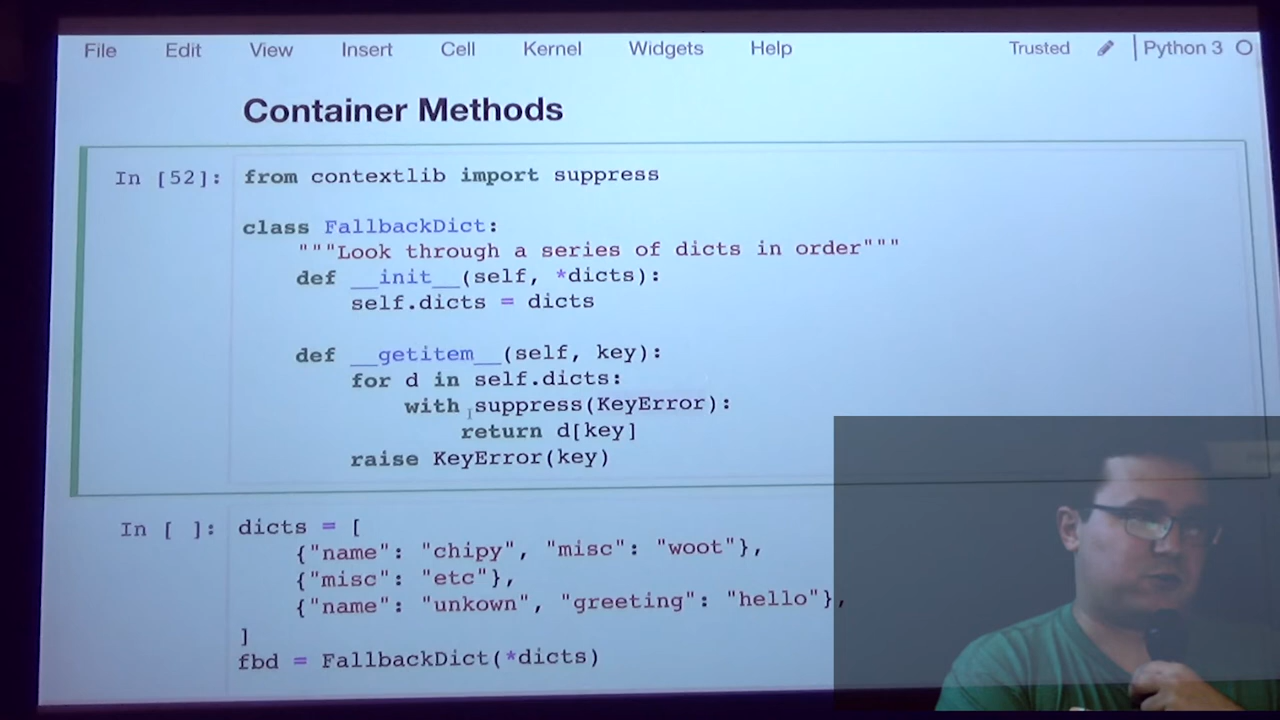 File Edit View Insert Cell Kernel Widgets Help Trusted Python 3
Container Methods
In [52]: from contextlib import suppress
class FallbackDict:
"""Look through a series of dicts in order"""
def __init__(self, *dicts):
self.dicts = dicts
def __getitem__(self, key):
for d in self.dicts:
with suppress(KeyError):
return d[key]
raise KeyError(key)
In [ ]: dicts = [
{"name": "chipy", "misc": "woot"},
{"misc": "etc"},
{"name": "unkown", "greeting": "hello"},
]
fbd = FallbackDict(*dicts)